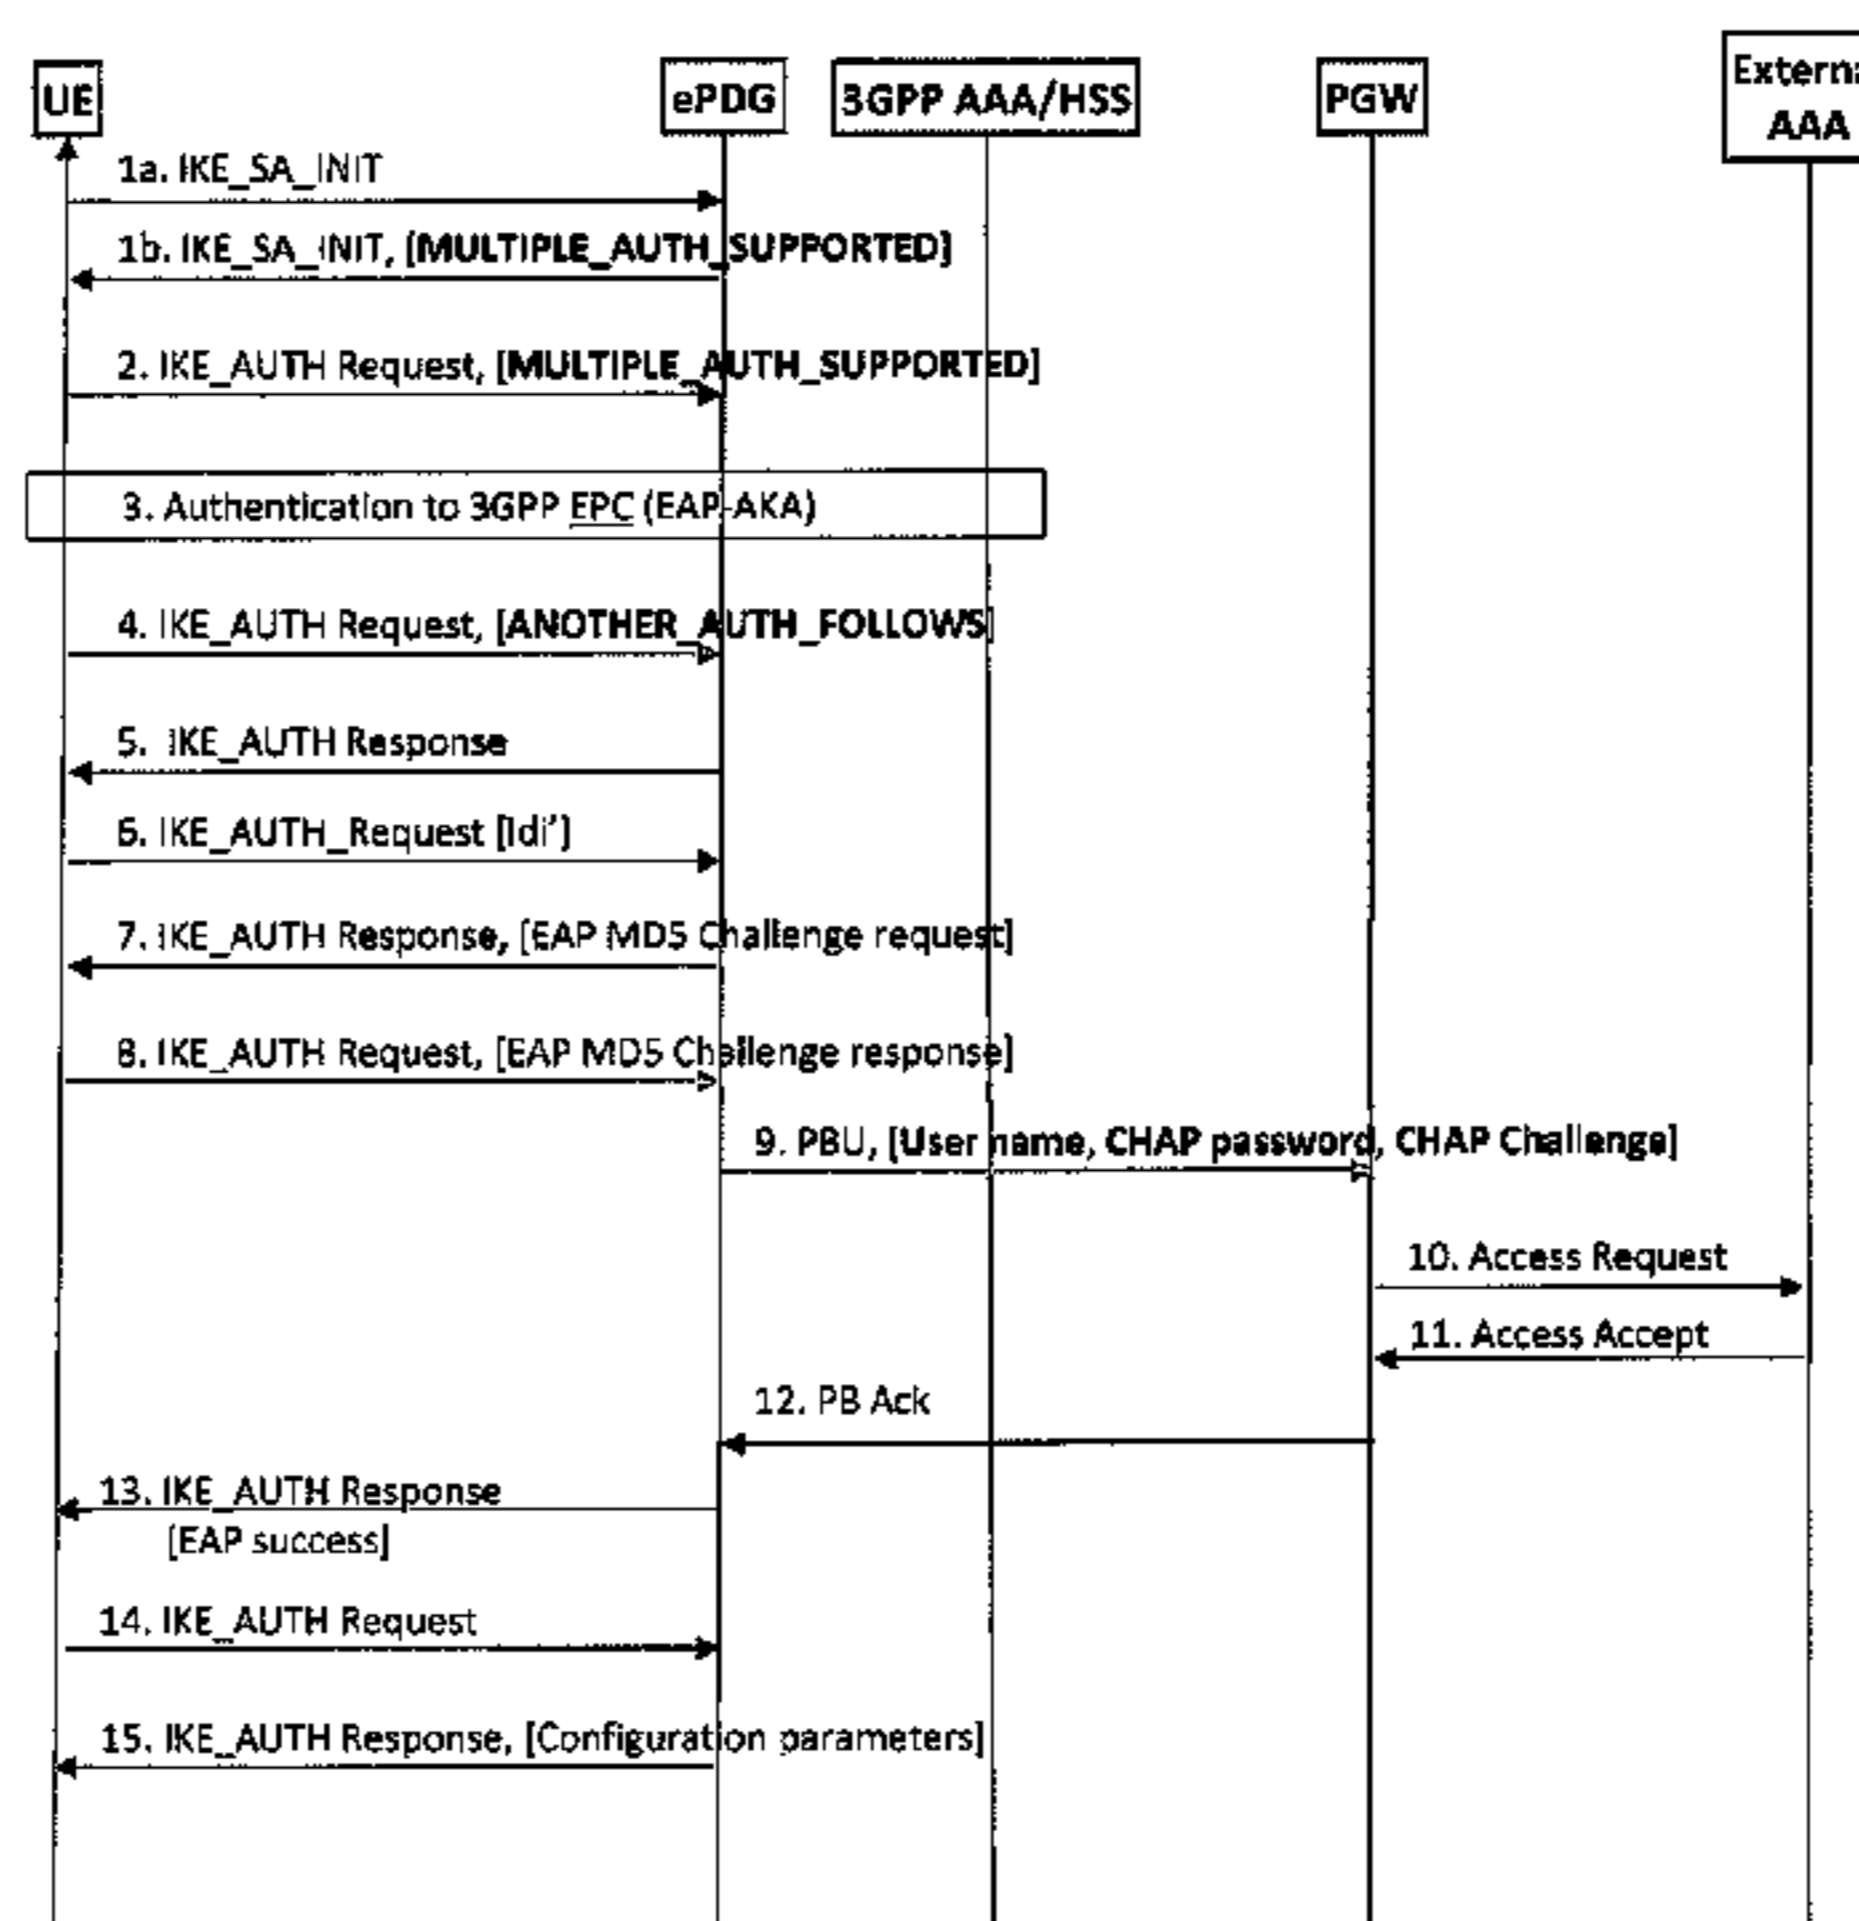 UE
ePDG
3GPP AAA/HSS
PGW
Externa
AAA
1a. IKE_SA_INIT
1b. IKE_SA_INIT, [MULTIPLE_AUTH_SUPPORTED]
2. IKE_AUTH Request, [MULTIPLE_AUTH_SUPPORTED]
3. Authentication to 3GPP EPC (EAP-AKA)
4. IKE_AUTH Request, [ANOTHER_AUTH_FOLLOWS]
5. IKE_AUTH Response
6. IKE_AUTH_Request [Idi']
7. IKE_AUTH Response, [EAP MD5 Challenge request]
8. IKE_AUTH Request, [EAP MD5 Challenge response]
9. PBU, [User name, CHAP password, CHAP Challenge]
10. Access Request
11. Access Accept
12. PB Ack
13. IKE_AUTH Response
[EAP success]
14. IKE_AUTH Request
15. IKE_AUTH Response, [Configuration parameters]